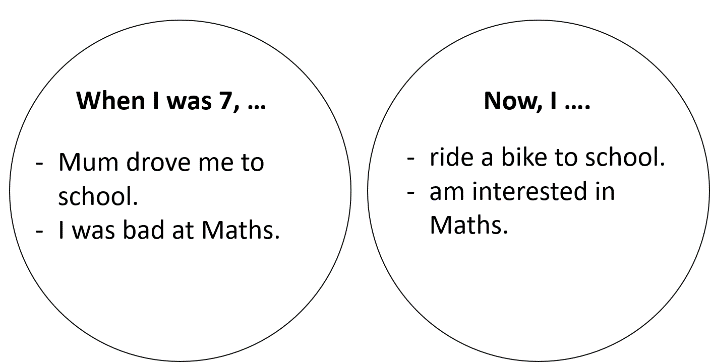 When I was 7, ...
- Mum drove me to
school.
- I was bad at Maths.
Now, I ....
- ride a bike to school.
- am interested in
Maths.